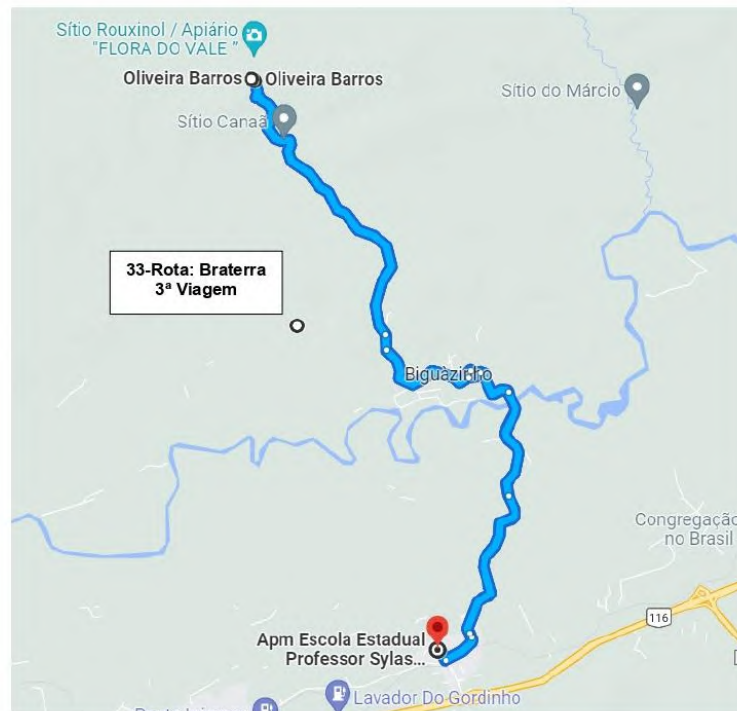 Sítio Rouxinol / Apiário
"FLORA DO VALE "
Oliveira Barros
Oliveira Barros
Sítio do Márcio
Sítio Canaã
33-Rota: Braterra
3ª Viagem
Biguàzinho
Congregação
no Brasil
116
Apm Escola Estadual
Professor Sylas...
Lavador Do Gordinho